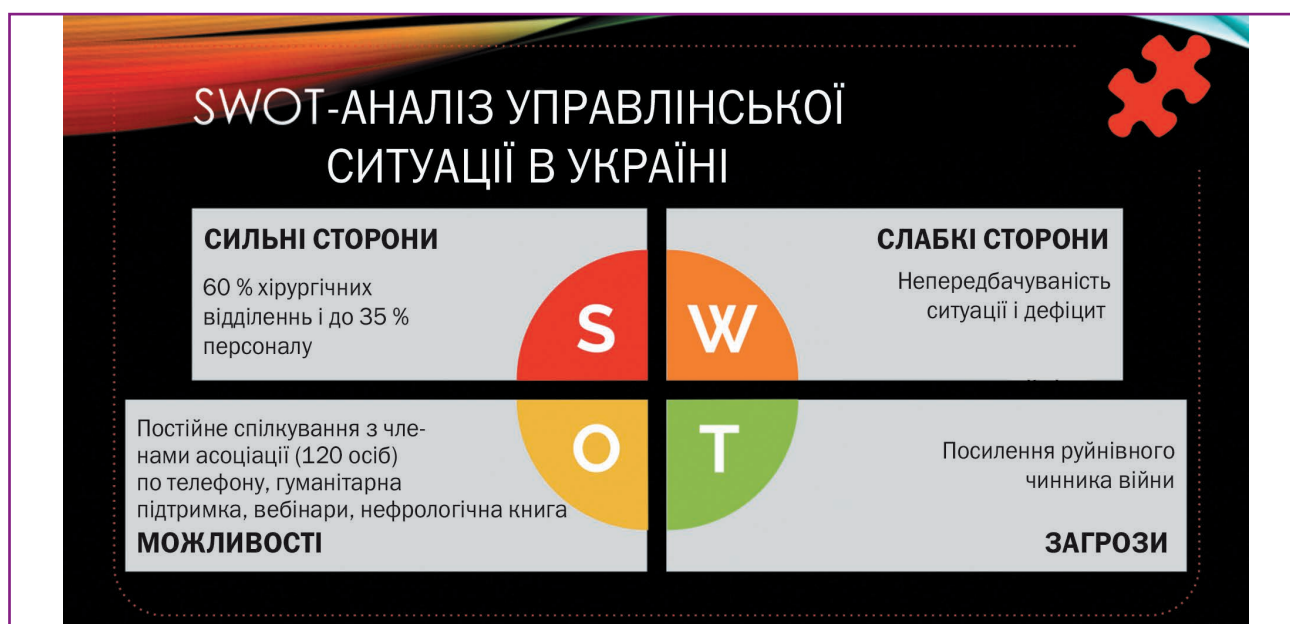 SWOT-АНАЛІЗ УПРАВЛІНСЬКОЇ
СИТУАЦІЇ В УКРАЇНІ
СИЛЬНІ СТОРОНИ
60 % хірургічних
відділеннь і до 35 %
персоналу
S
СЛАБКІ СТОРОНИ
Непередбачуваність
ситуації і дефіцит
W
Постійне спілкування з чле-
нами асоціації (120 осіб)
по телефону, гуманітарна
підтримка, вебінари, нефрологічна книга
МОЖЛИВОСТІ
O
T
Посилення руйнівного
чинника війни
ЗАГРОЗИ